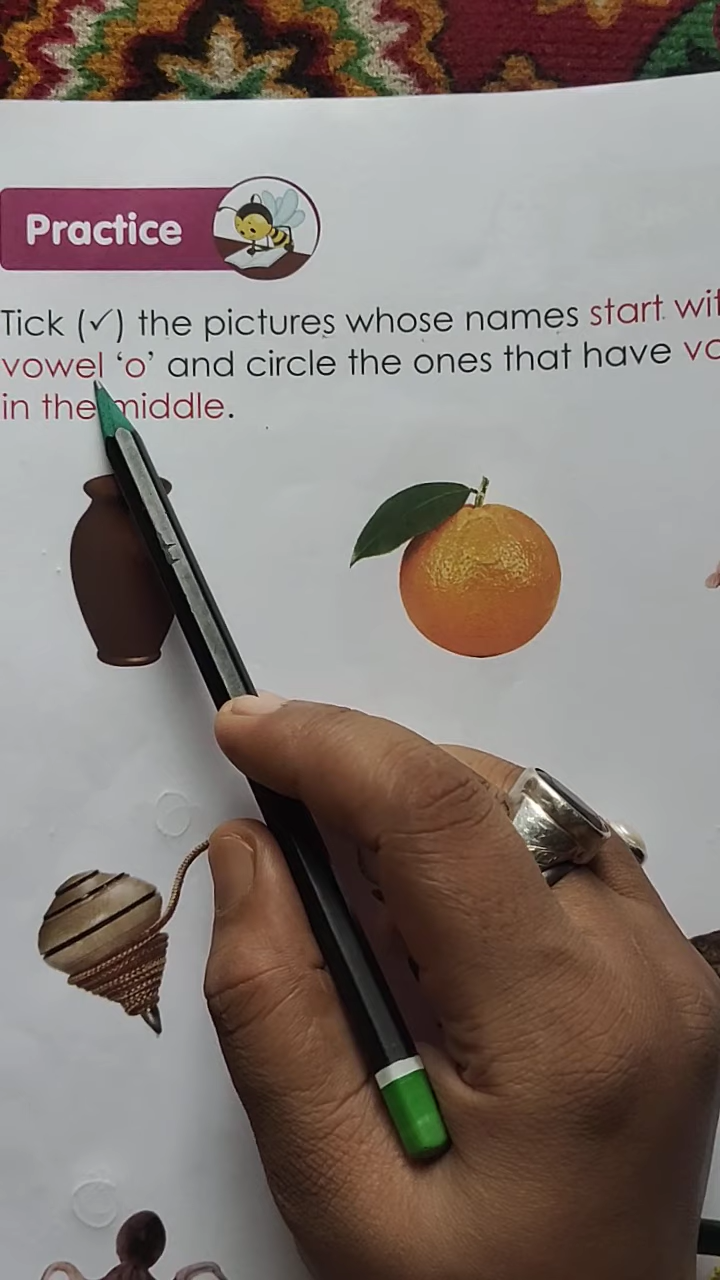 Practice
Tick (✓) the pictures whose names start
vowel 'o' and circle the ones that have
in the middle.